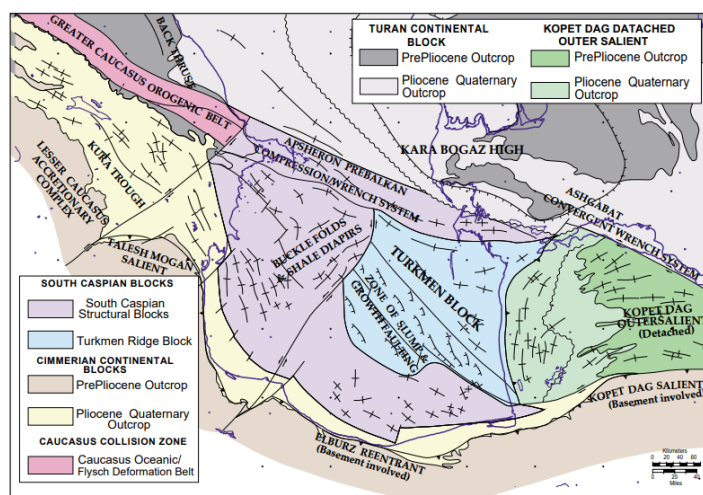 TURAN CONTINENTAL
BLOCK
PrePliocene Outcrop
Pliocene Quaternary
Outcrop
KOPET DAG DATACHED
OUTER SALIENT
PrePliocene Outcrop
Pliocene Quaternary
Outcrop
BACK THRUST
GREATER CAUCASUS OROGENIC BELT
LESSER CAUCASUS
ACCRETIONARY
COMPLEX
KURA TROUGH
APSHERON PREBALKAN
COMPRESSION/WRENCH SYSTEM
KARA BOGAZ HIGH
ASHGABAT
CONVERGENT WRENCH SYSTEM
TALESH MOGAN
SALIENT
BUCKLE FOLDS
& SHALE DIAPIRS
TURKMEN BLOCK
ZONE OF SLUMP &
GROWTH FAULTING
KOPET DAG
OUTERSALIENT
(Detached)
KOPET DAG SALIENT
(Basement involved)
ELBURZ REENTRANT
(Basement involved)
SOUTH CASPIAN BLOCKS
South Caspian
Structural Blocks
Turkmen Ridge Block
CIMMERIAN CONTINENTAL
BLOCKS
PrePliocene Outcrop
Pliocene Quaternary
Outcrop
CAUCASUS COLLISION ZONE
Caucasus Oceanic/
Flysch Deformation Belt
Kilometers
0 20 40 60
0 20 40
Miles